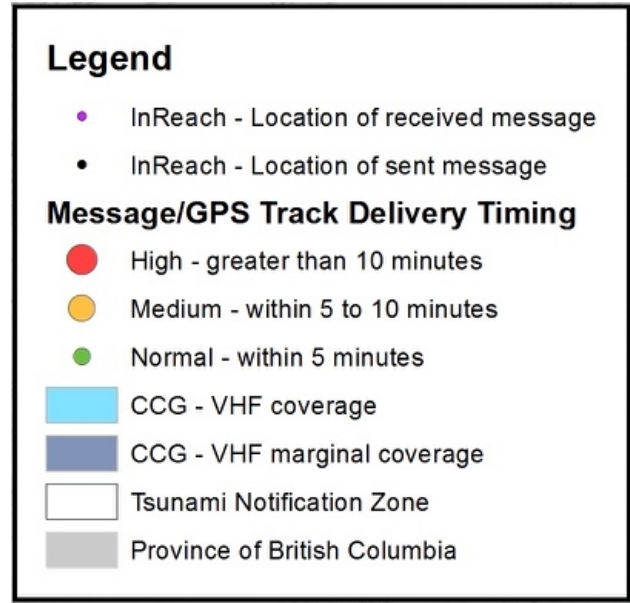 Legend
InReach - Location of received message
InReach - Location of sent message
Message/GPS Track Delivery Timing
High - greater than 10 minutes
Medium - within 5 to 10 minutes
Normal - within 5 minutes
CCG - VHF coverage
CCG - VHF marginal coverage
Tsunami Notification Zone
Province of British Columbia